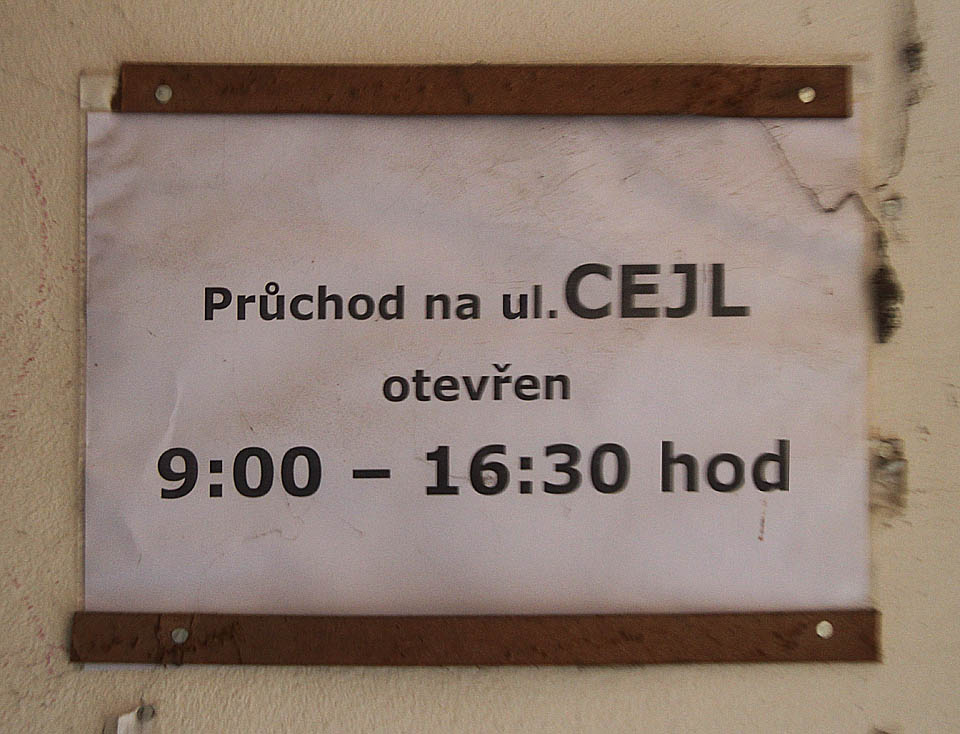 Průchod na ul.CEJL
otevřen
9:00 – 16:30 hod